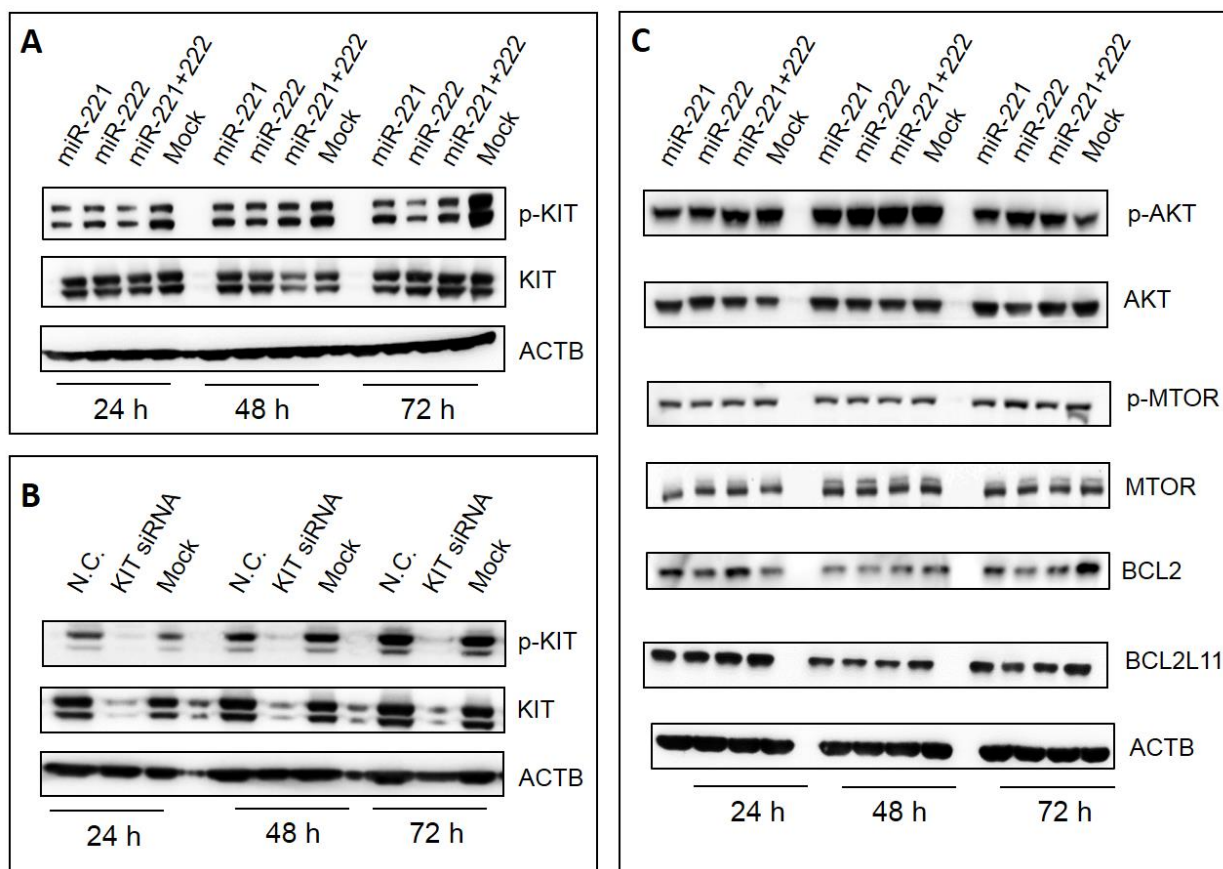 A
miR-221
miR-222
miR-221+222
Mock
miR-221
miR-222
miR-221+222
Mock
miR-221
miR-222
miR-221+222
Mock
p-KIT
KIT
ACTB
24 h
48 h
72 h
B
N.C.
KIT siRNA
Mock
N.C.
KIT siRNA
Mock
N.C.
KIT siRNA
Mock
p-KIT
KIT
ACTB
24 h
48 h
72 h
C
miR-221
miR-222
miR-221+222
Mock
miR-221
miR-222
miR-221+222
Mock
miR-221
miR-222
miR-221+222
Mock
p-AKT
AKT
p-MTOR
MTOR
BCL2
BCL2L11
ACTB
24 h
48 h
72 h